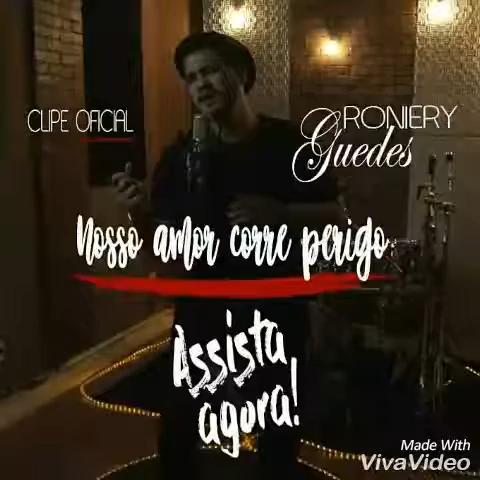 CLIPE OFICIAL
RONIERY
Guedes
Nosso amor corre perigo
Assista
agora!
Made With
VivaVideo